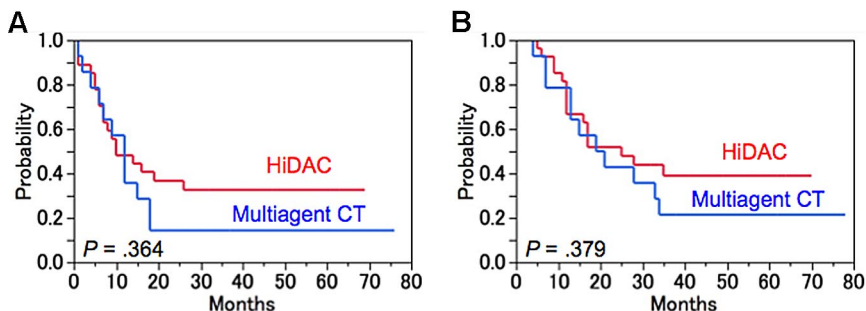 A
B
1.0
0.8
0.6
0.4
0.2
0.0
Probability
HiDAC
Multiagent CT
P = .364
0 10 20 30 40 50 60 70 80
Months
1.0
0.8
0.6
0.4
0.2
0.0
Probability
HiDAC
Multiagent CT
P = .379
0 10 20 30 40 50 60 70 80
Months